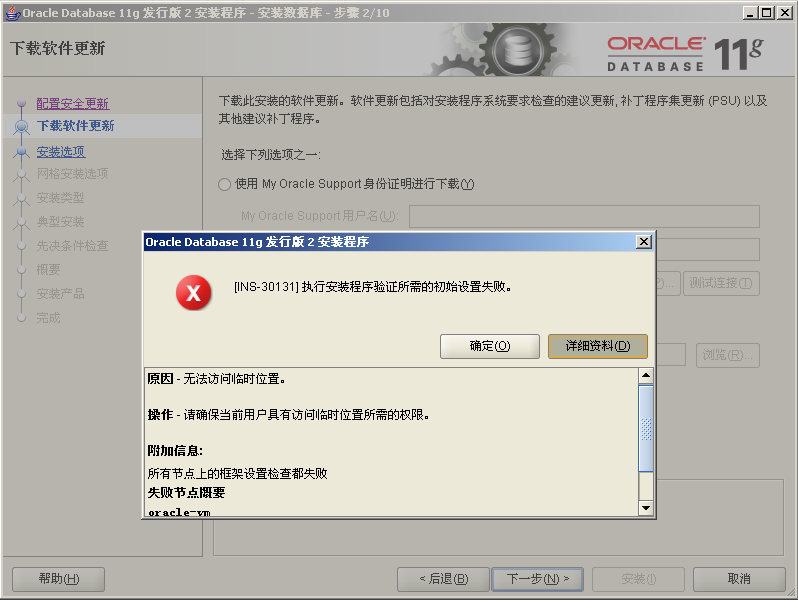 Oracle Database 11g 发行版 2 安装程序 - 安装数据库 - 步骤 2/10
下载软件更新
ORACLE
DATABASE
11g
配置安全更新
下载软件更新
安装选项
网格安装选项
安装类型
典型安装
先决条件检查
概要
安装产品
完成
下载此安装的软件更新。软件更新包括对安装程序系统要求检查的建议更新, 补丁程序集更新 (PSU) 以及
其他建议补丁程序。
选择下列选项之一:
使用 My Oracle Support 身份证明进行下载(Y)
My Oracle Support 用户名(U):
测试连接(T)
浏览(R)...
Oracle Database 11g 发行版 2 安装程序
[INS-30131] 执行安装程序验证所需的初始设置失败。
确定(O)
详细资料(D)
原因 - 无法访问临时位置。
操作 - 请确保当前用户具有访问临时位置所需的权限。
附加信息:
所有节点上的框架设置检查都失败
失败节点概要
oracle-vm
帮助(H)
< 后退(B)
下一步(N) >
安装(I)
取消